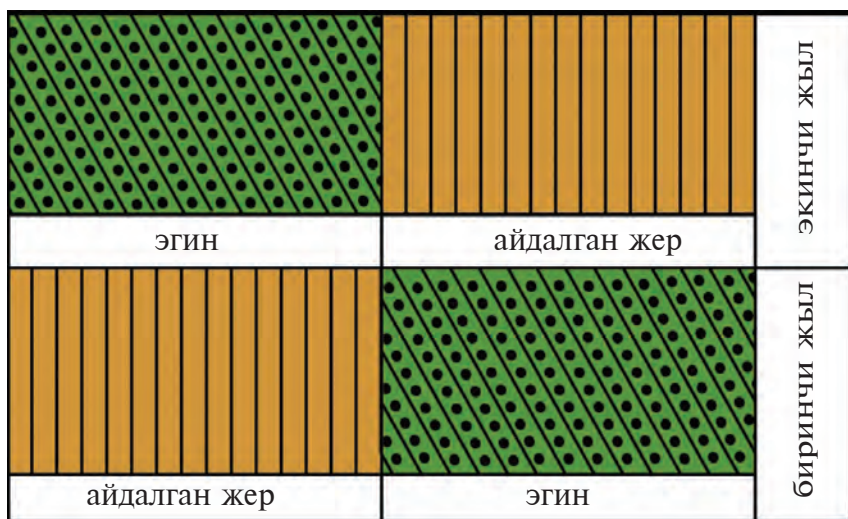 эгин
айдалган жер
экинчи жыл
айдалган жер
эгин
биринчи жыл